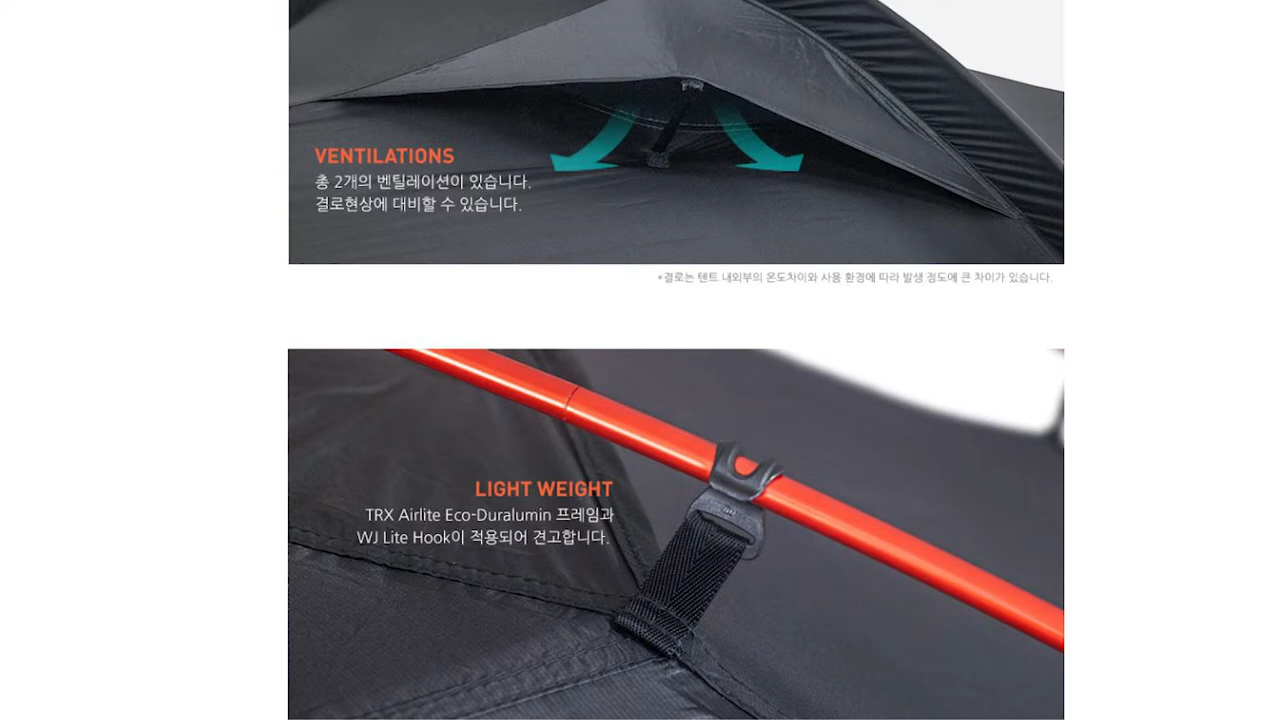 VENTILATIONS
총 2개의 벤틸레이션이 있습니다.
결로현상에 대비할 수 있습니다.
*결로는 텐트 내외부의 온도차이와 사용 환경에 따라 발생 정도에 큰 차이가 있습니다.
LIGHT WEIGHT
TRX Airlite Eco-Duralumin 프레임과
WJ Lite Hook이 적용되어 견고합니다.